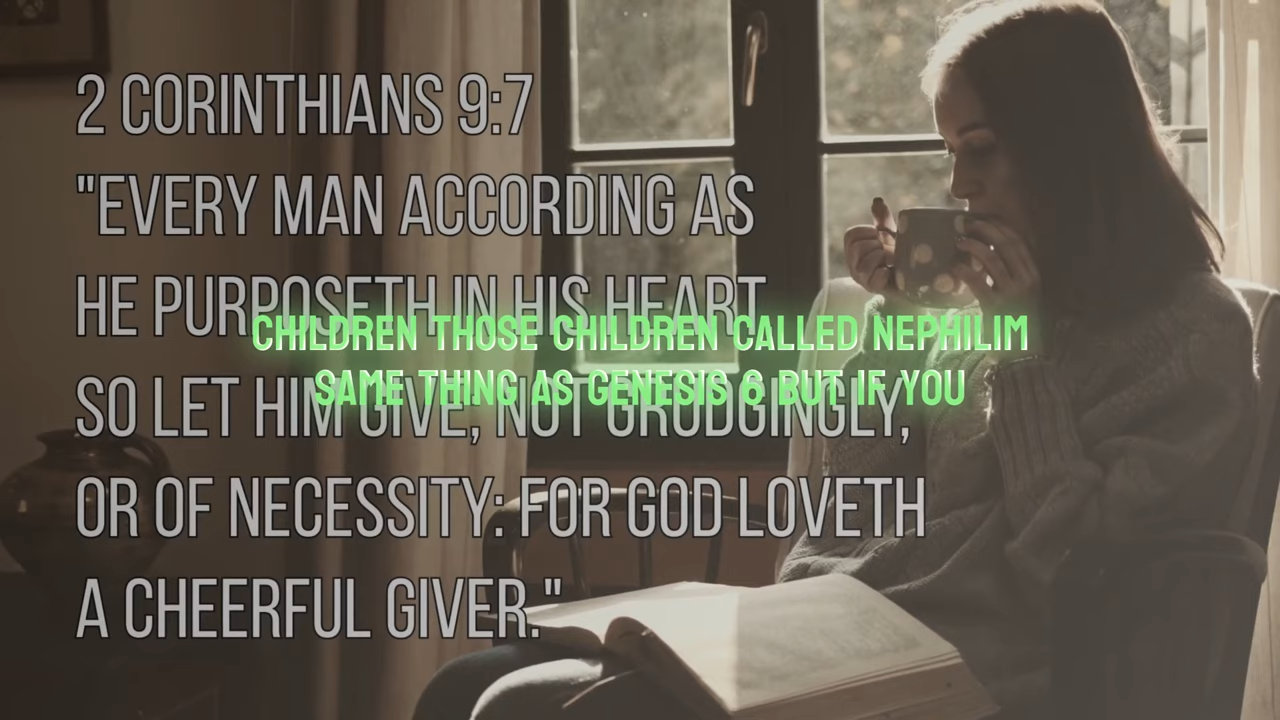 2 CORINTHIANS 9:7
"EVERY MAN ACCORDING AS
HE PURPOSETH IN HIS HEART
SO LET HIM GIVE, NOT GRUDGINGLY,
OR OF NECESSITY: FOR GOD LOVETH
A CHEERFUL GIVER."
CHILDREN THOSE CHILDREN CALLED NEPHILIM
SAME THING AS GENESIS 6 BUT IF YOU